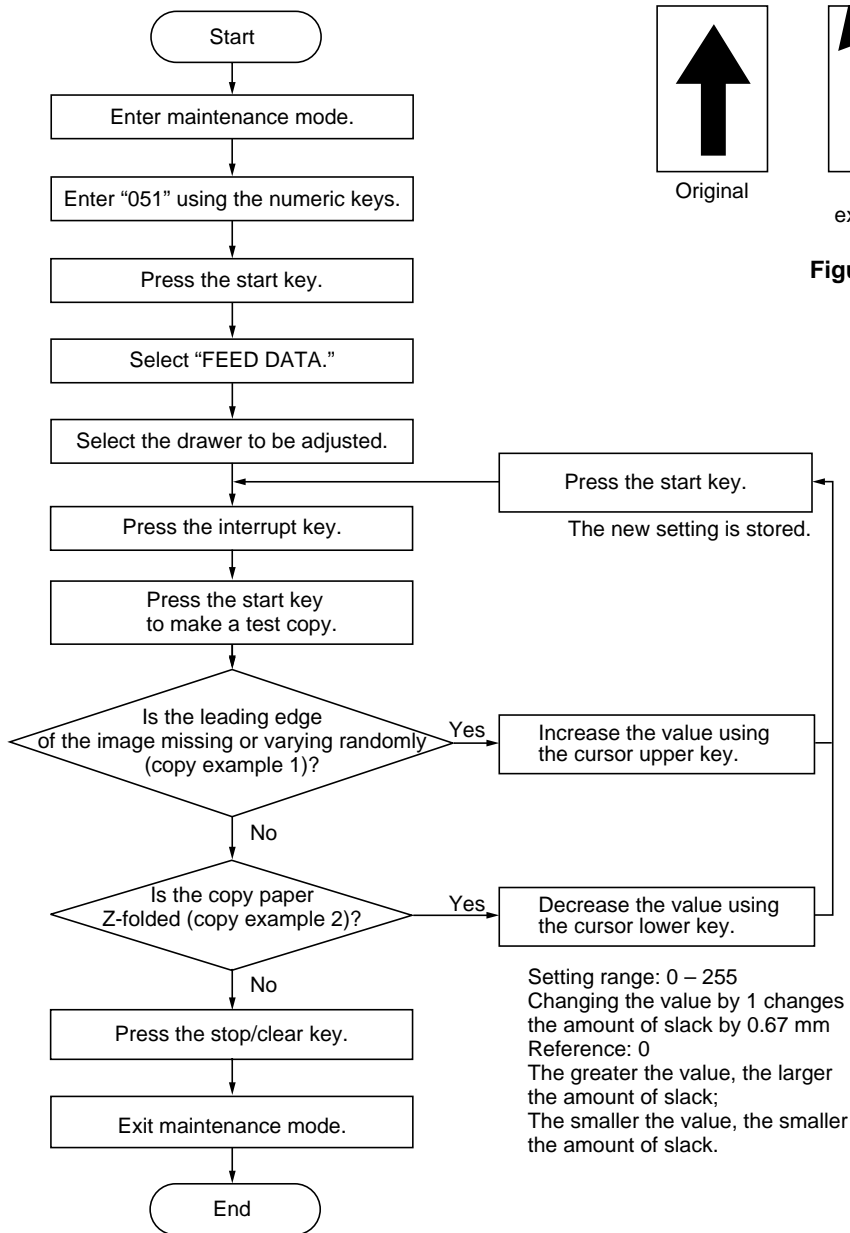 Start
Enter maintenance mode.
Enter “051” using the numeric keys.
Press the start key.
Select “FEED DATA.”
Select the drawer to be adjusted.
Press the interrupt key.
Press the start key
to make a test copy.
Is the leading edge
of the image missing or varying randomly
(copy example 1)?
Yes
Increase the value using
the cursor upper key.
Press the start key.
The new setting is stored.
No
Is the copy paper
Z-folded (copy example 2)?
Yes
Decrease the value using
the cursor lower key.
Setting range: 0 – 255
Changing the value by 1 changes
the amount of slack by 0.67 mm
Reference: 0
The greater the value, the larger
the amount of slack;
The smaller the value, the smaller
the amount of slack.
No
Press the stop/clear key.
Exit maintenance mode.
End
Original